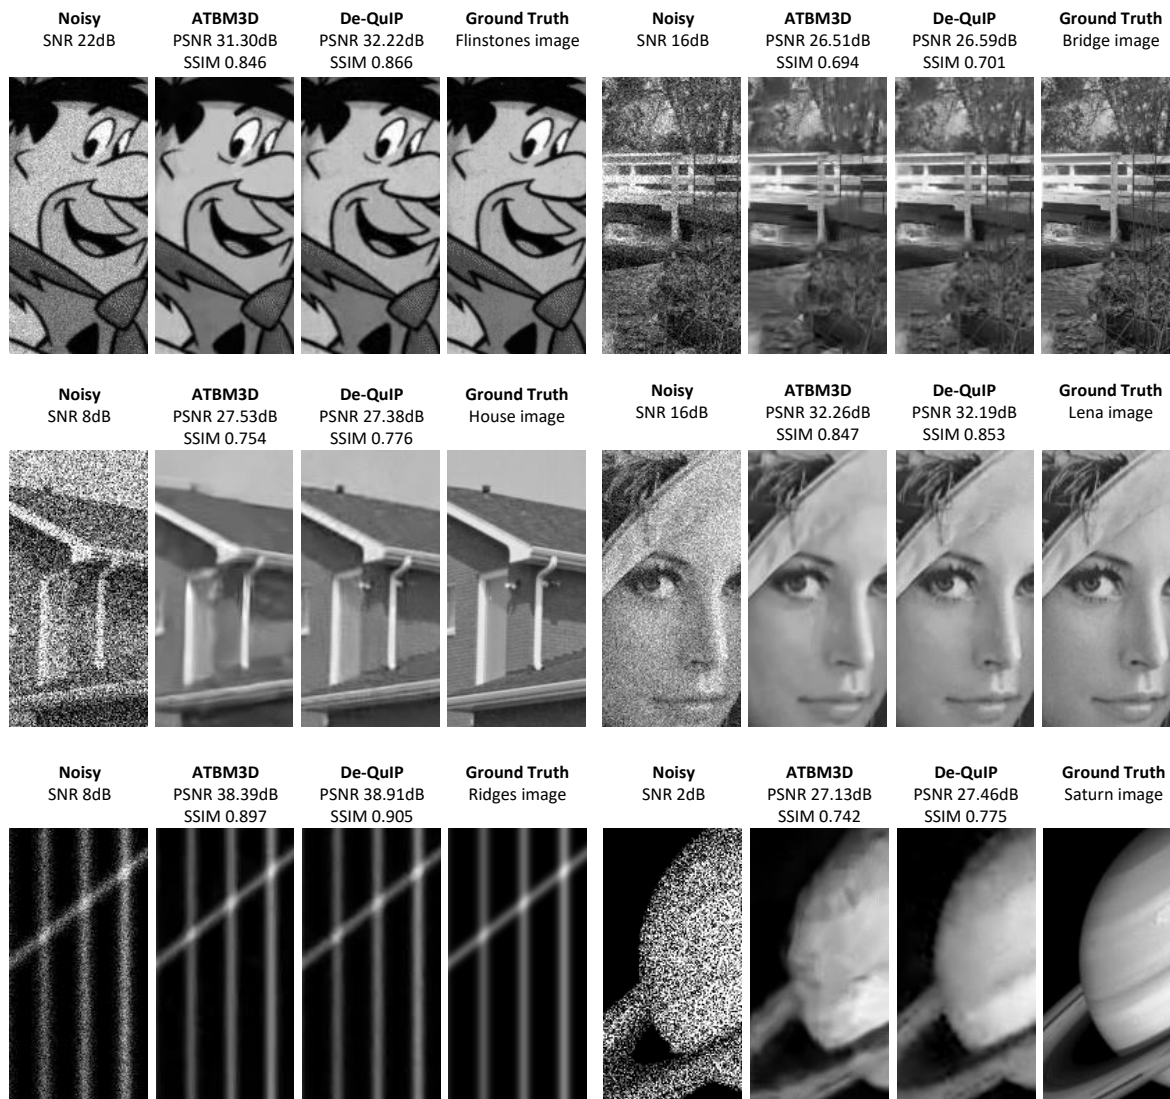 Noisy
SNR 22dB
ATBM3D
PSNR 31.30dB
SSIM 0.846
De-QuIP
PSNR 32.22dB
SSIM 0.866
Ground Truth
Flinstones image
Noisy
SNR 16dB
ATBM3D
PSNR 26.51dB
SSIM 0.694
De-QuIP
PSNR 26.59dB
SSIM 0.701
Ground Truth
Bridge image
Noisy
SNR 8dB
ATBM3D
PSNR 27.53dB
SSIM 0.754
De-QuIP
PSNR 27.38dB
SSIM 0.776
Ground Truth
House image
Noisy
SNR 16dB
ATBM3D
PSNR 32.26dB
SSIM 0.847
De-QuIP
PSNR 32.19dB
SSIM 0.853
Ground Truth
Lena image
Noisy
SNR 8dB
ATBM3D
PSNR 38.39dB
SSIM 0.897
De-QuIP
PSNR 38.91dB
SSIM 0.905
Ground Truth
Ridges image
Noisy
SNR 2dB
ATBM3D
PSNR 27.13dB
SSIM 0.742
De-QuIP
PSNR 27.46dB
SSIM 0.775
Ground Truth
Saturn image